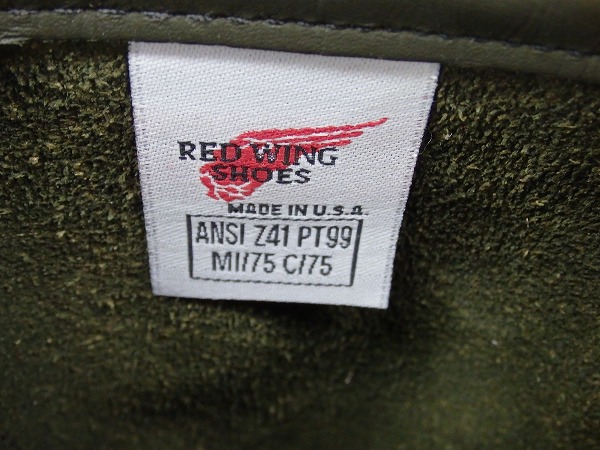 RED WING
SHOES
MADE IN U.S.A.
ANSI Z41 PT99
MI/75 C/75